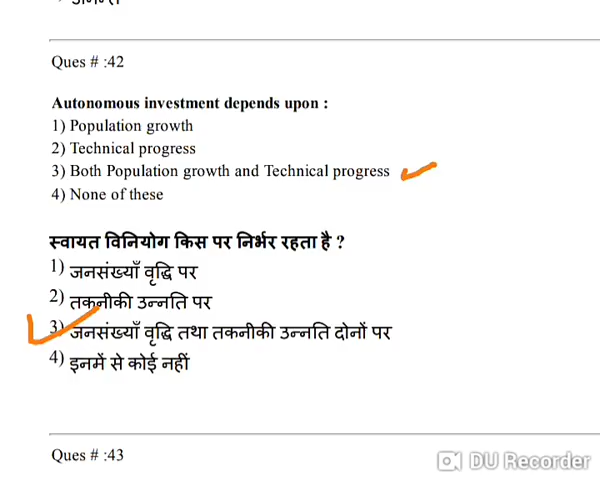 Ques # :42
Autonomous investment depends upon :
1) Population growth
2) Technical progress
3) Both Population growth and Technical progress
4) None of these
स्वायत विनियोग किस पर निर्भर रहता है ?
1) जनसंख्याँ वृद्धि पर
2) तकनीकी उन्नति पर
3) जनसंख्याँ वृद्धि तथा तकनीकी उन्नति दोनों पर
4) इनमें से कोई नहीं
Ques # :43
DU Recorder